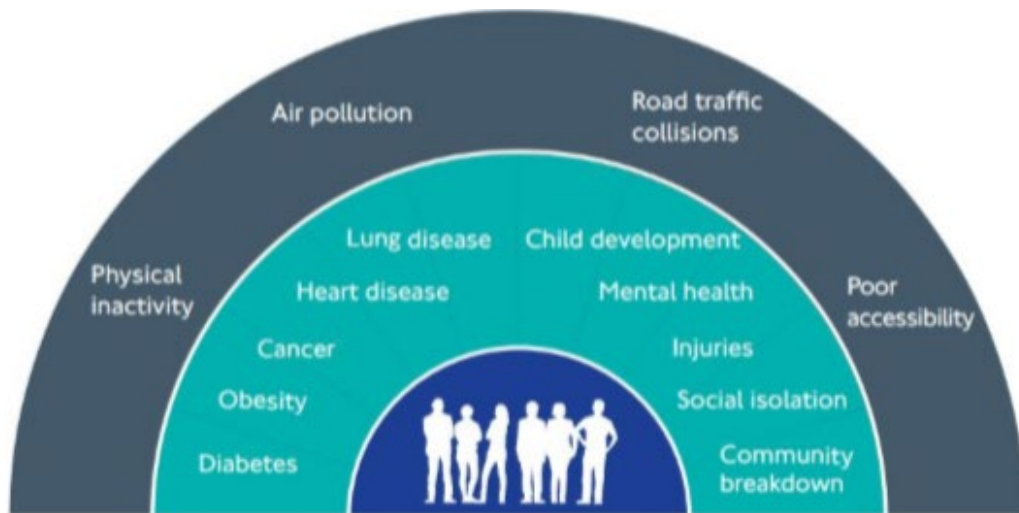 Air pollution
Road traffic
collisions
Physical
inactivity
Poor
accessibility
Lung disease
Child development
Heart disease
Mental health
Cancer
Injuries
Obesity
Social isolation
Diabetes
Community
breakdown